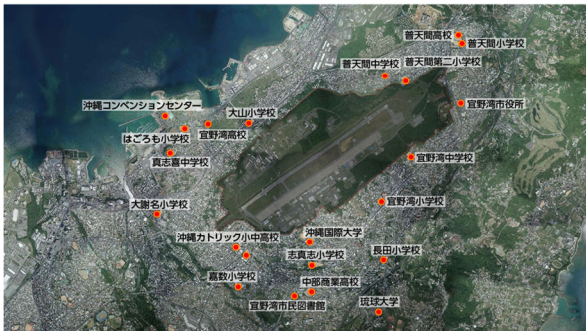 普天間高校
普天間小学校
普天間第二小学校
普天間中学校
宜野湾市役所
沖縄コンベンションセンター
大山小学校
はごろも小学校
宜野湾高校
真志喜中学校
宜野湾中学校
大謝名小学校
宜野湾小学校
沖縄カトリック小中高校
沖縄国際大学
志真志小学校
長田小学校
嘉数小学校
中部商業高校
宜野湾市民図書館
琉球大学